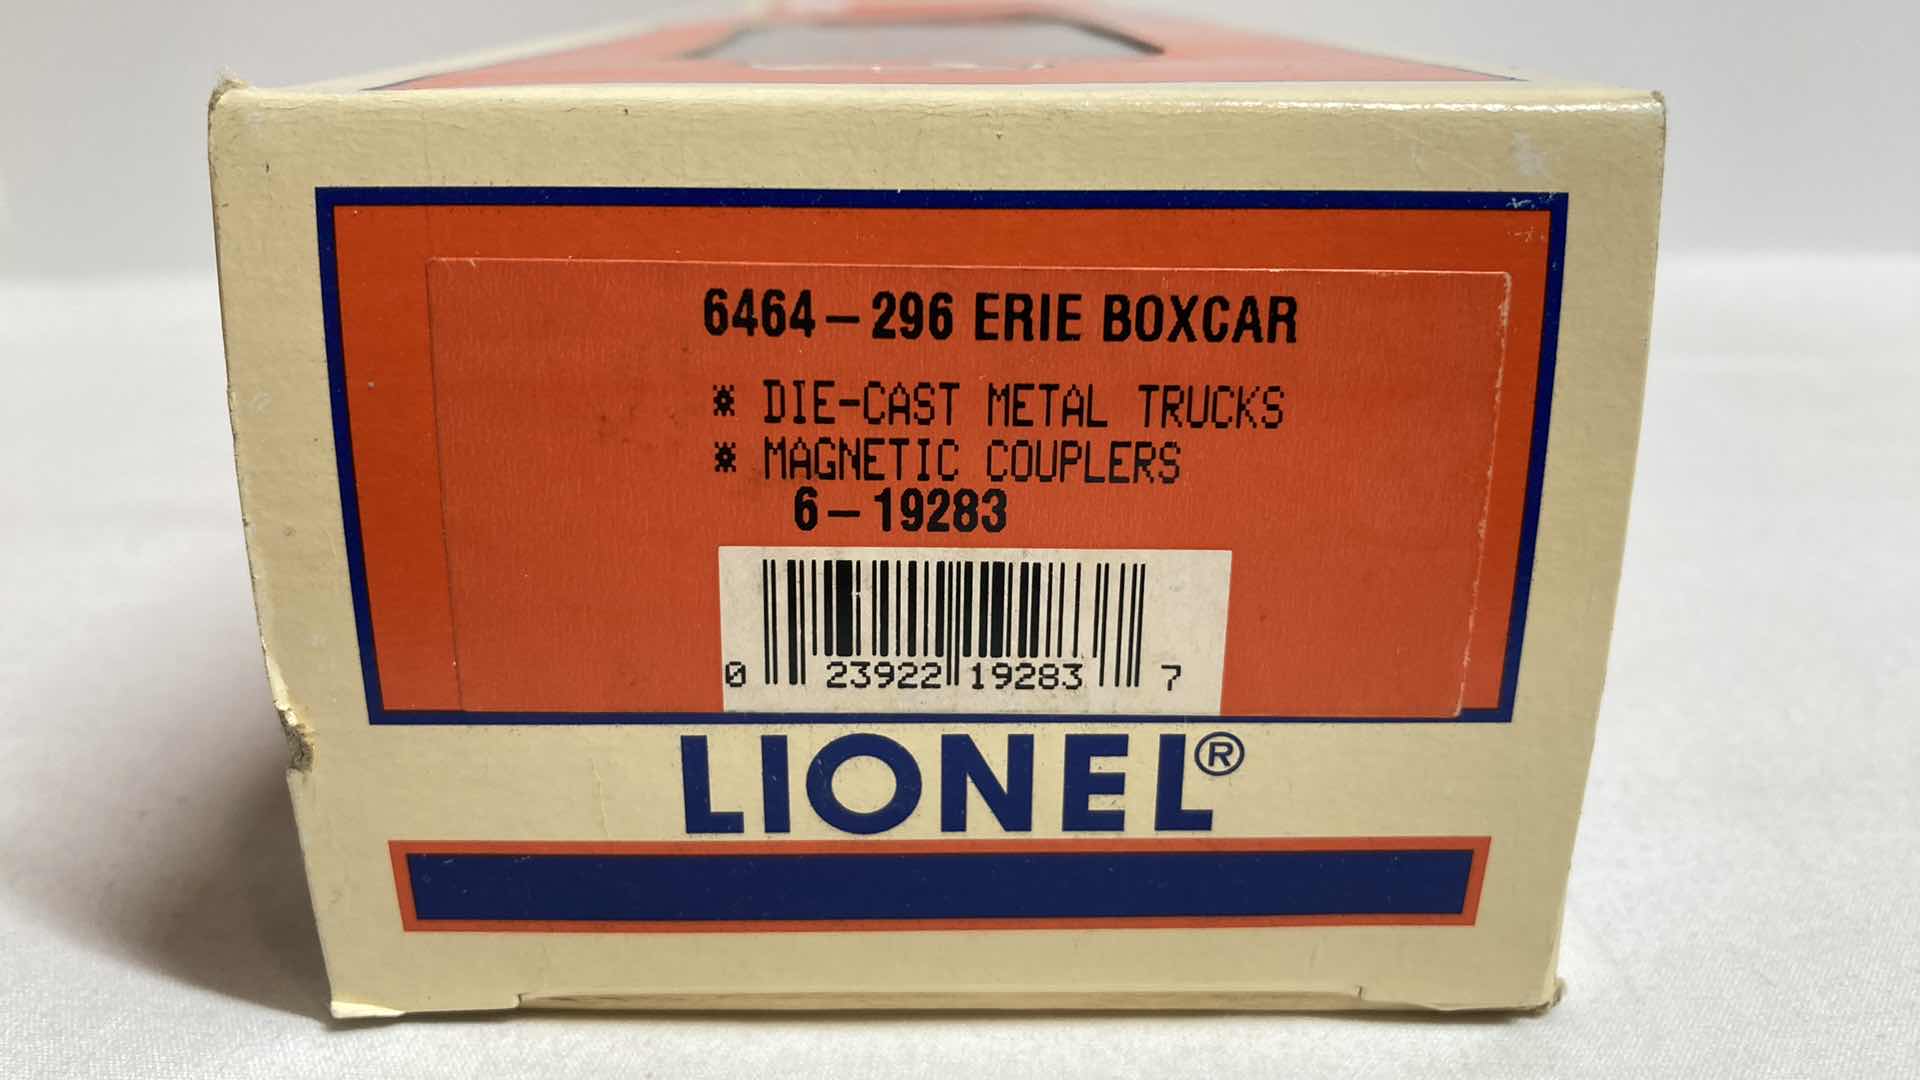 6464-296 ERIE BOXCAR
* DIE-CAST METAL TRUCKS
* MAGNETIC COUPLERS
6-19283
0 23922 19283 7
LIONEL®